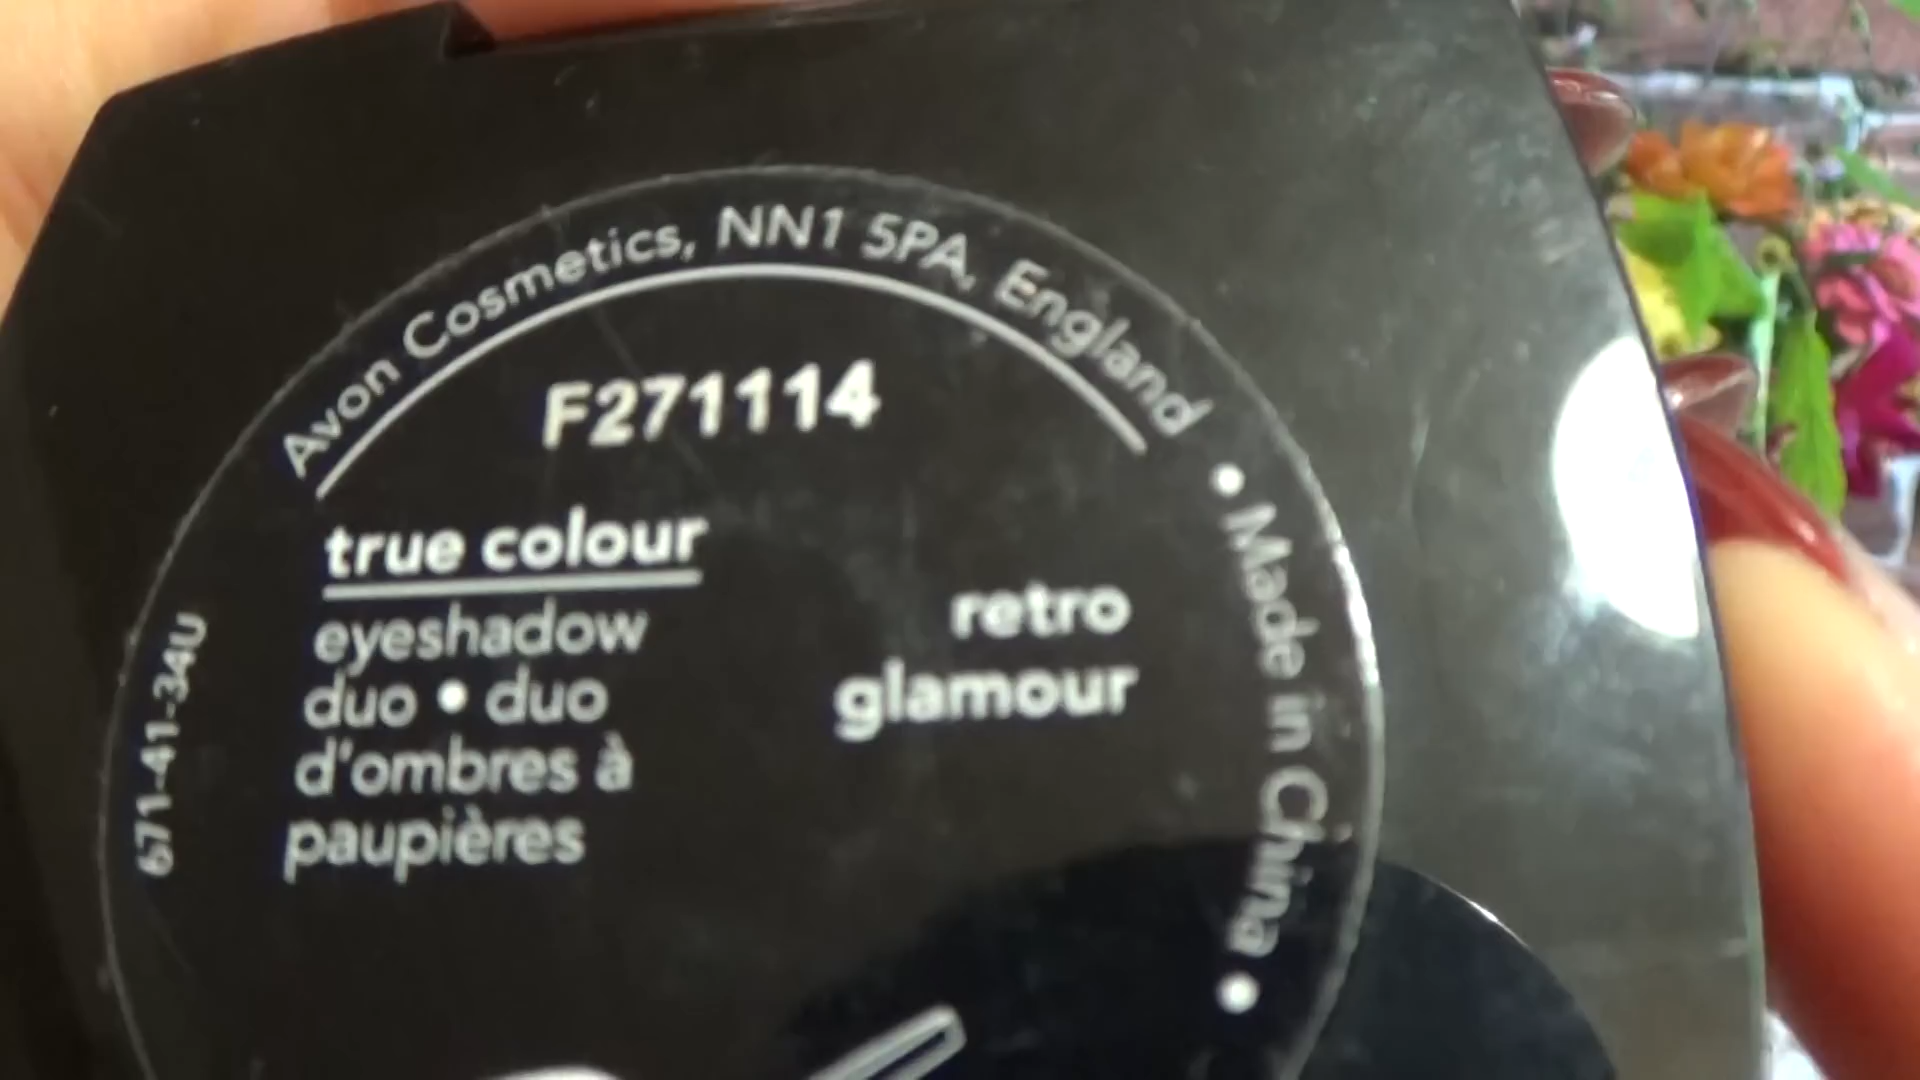 Avon Cosmetics, NN1 5PA, England • Made in China •
F271114
true colour
eyeshadow
duo • duo
d'ombres à
paupières
retro
glamour
671-41-34U